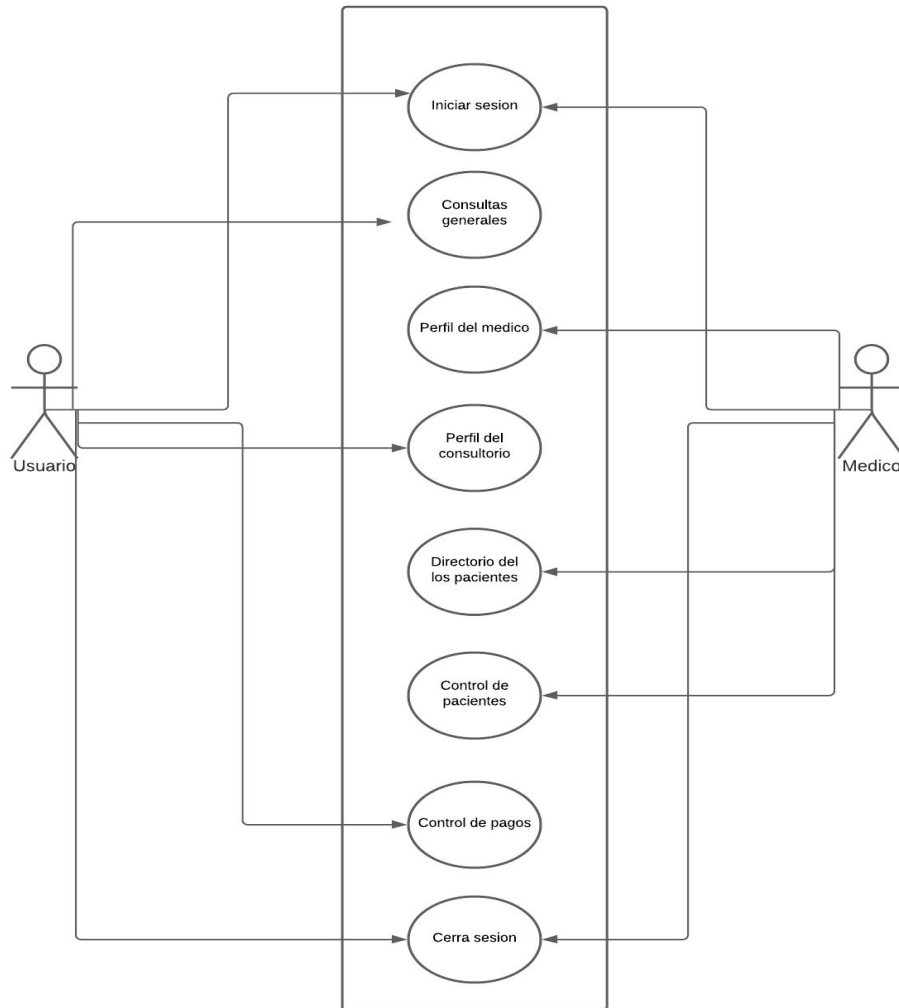 Iniciar sesion
Consultas
generales
Perfil del medico
Perfil del
consultorio
Usuario
Medico
Directorio del
los pacientes
Control de
pacientes
Control de pagos
Cerra sesion